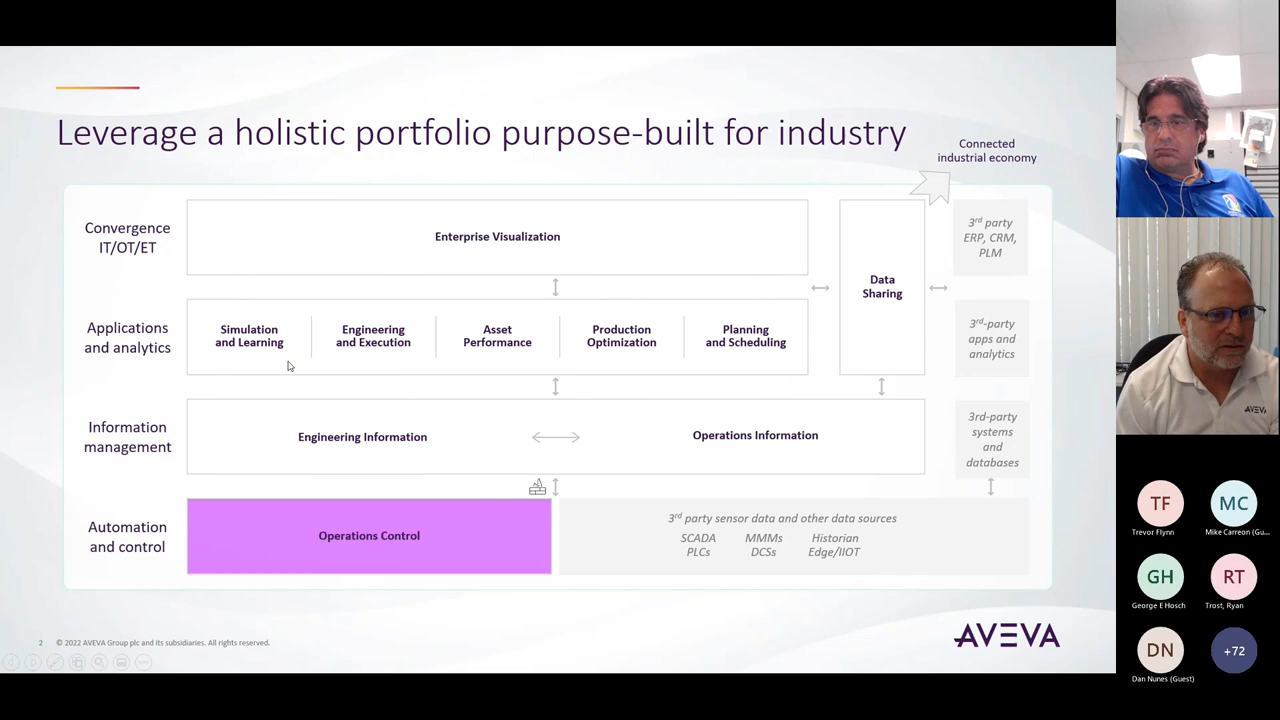 Leverage a holistic portfolio purpose-built for industry
Connected
industrial economy
Convergence
IT/OT/ET
Enterprise Visualization
Data
Sharing
3rd party
ERP, CRM,
PLM
Applications
and analytics
Simulation
and Learning
Engineering
and Execution
Asset
Performance
Production
Optimization
Planning
and Scheduling
3rd-party
apps and
analytics
Information
management
Engineering Information
Operations Information
3rd-party
systems
and
databases
Automation
and control
Operations Control
3rd party sensor data and other data sources
SCADA MMMs Historian
PLCs DCSs Edge/IIOT
2 © 2022 AVEVA Group plc and its subsidiaries. All rights reserved.
AVEVA
AVEVA
TF
Trevor Flynn
MC
Mike Carreon (Gu...
GH
George E Hosch
RT
Trost, Ryan
DN
Dan Nunes (Guest)
+72